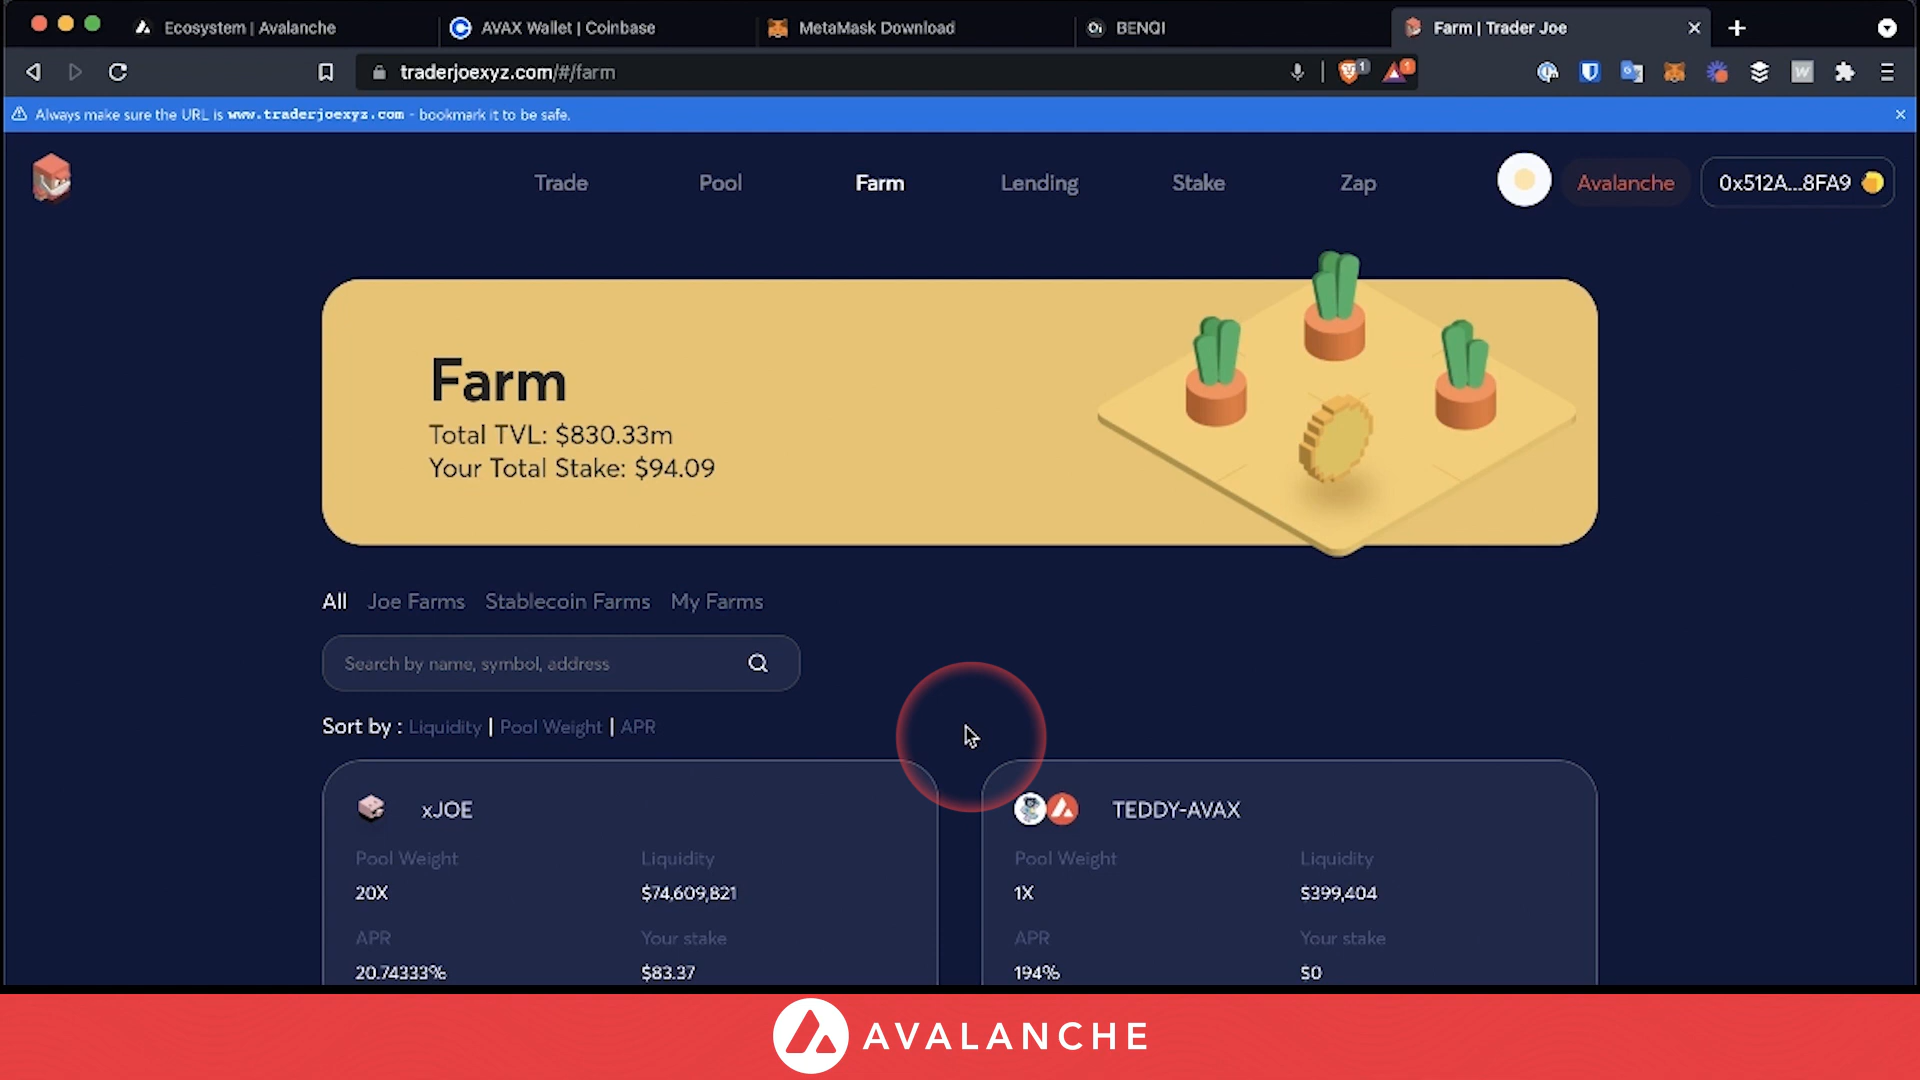 Ecosystem | Avalanche
AVAX Wallet | Coinbase
MetaMask Download
BENQI
Farm | Trader Joe
traderjoexyz.com/#/farm
1
1
Always make sure the URL is www.traderjoexyz.com - bookmark it to be safe.
Trade
Pool
Farm
Lending
Stake
Zap
Avalanche
0x512A...8FA9
Farm
Total TVL: $830.33m
Your Total Stake: $94.09
All Joe Farms Stablecoin Farms My Farms
Search by name, symbol, address
Sort by : Liquidity | Pool Weight | APR
xJOE
Pool Weight
Liquidity
20X
$74,609,821
APR
Your stake
20.74333%
$83.37
TEDDY-AVAX
Pool Weight
Liquidity
1X
$399,404
APR
Your stake
194%
$0
AVALANCHE